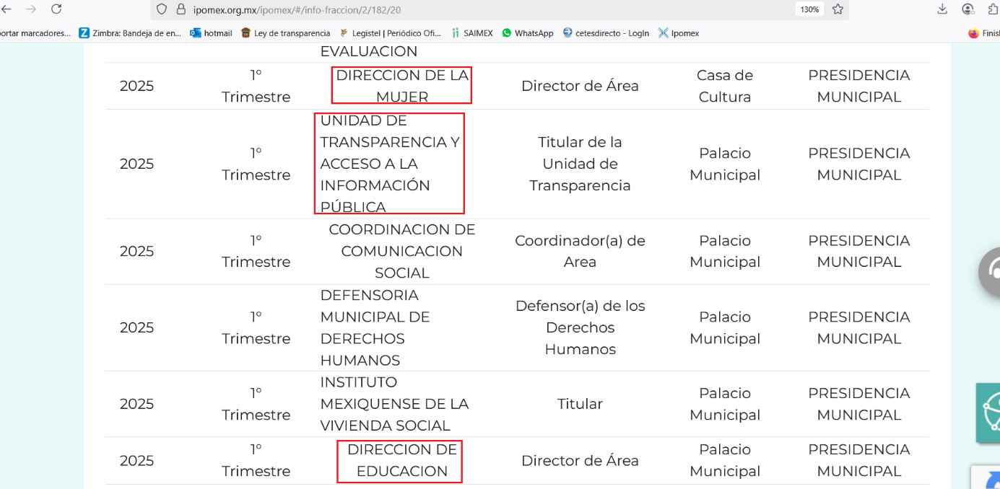 ipomex.org.mx/ipomex/#/info-fraccion/2/182/20
130%
ortar marcadores...
Zimbra: Bandeja de en...
hotmail
Ley de transparencia
Legistel | Periódico Ofi...
SAIMEX
WhatsApp
cetesdirecto - LogIn
Ipomex
Finis
EVALUACION
2025
1°
Trimestre
DIRECCION DE LA
MUJER
Director de Área
Casa de
Cultura
PRESIDENCIA
MUNICIPAL
2025
1°
Trimestre
UNIDAD DE
TRANSPARENCIA Y
ACCESO A LA
INFORMACIÓN
PÚBLICA
Titular de la
Unidad de
Transparencia
Palacio
Municipal
PRESIDENCIA
MUNICIPAL
2025
1°
Trimestre
COORDINACION DE
COMUNICACION
SOCIAL
Coordinador(a) de
Area
Palacio
Municipal
PRESIDENCIA
MUNICIPAL
2025
1°
Trimestre
DEFENSORIA
MUNICIPAL DE
DERECHOS
HUMANOS
Defensor(a) de los
Derechos
Humanos
Palacio
Municipal
PRESIDENCIA
MUNICIPAL
2025
1°
Trimestre
INSTITUTO
MEXIQUENSE DE LA
VIVIENDA SOCIAL
Titular
Palacio
Municipal
PRESIDENCIA
MUNICIPAL
2025
1°
Trimestre
DIRECCION DE
EDUCACION
Director de Área
Palacio
Municipal
PRESIDENCIA
MUNICIPAL